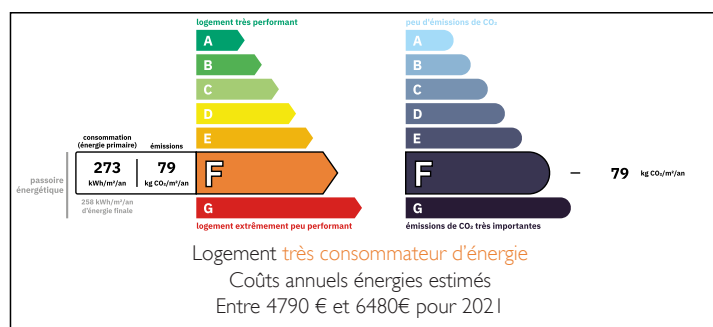 logement très performant
A
B
C
D
E
consommation
(énergie primaire)
émissions
passoire
énergétique
273
kWh/m²/an
79
kg CO₂/m²/an
F
258 kWh/m²/an
d'énergie finale
G
logement extrêmement peu performant
peu d'émissions de CO₂
A
B
C
D
E
F
79 kg CO₂/m²/an
G
émissions de CO₂ très importantes
Logement très consommateur d'énergie
Coûts annuels énergies estimés
Entre 4790 € et 6480€ pour 2021